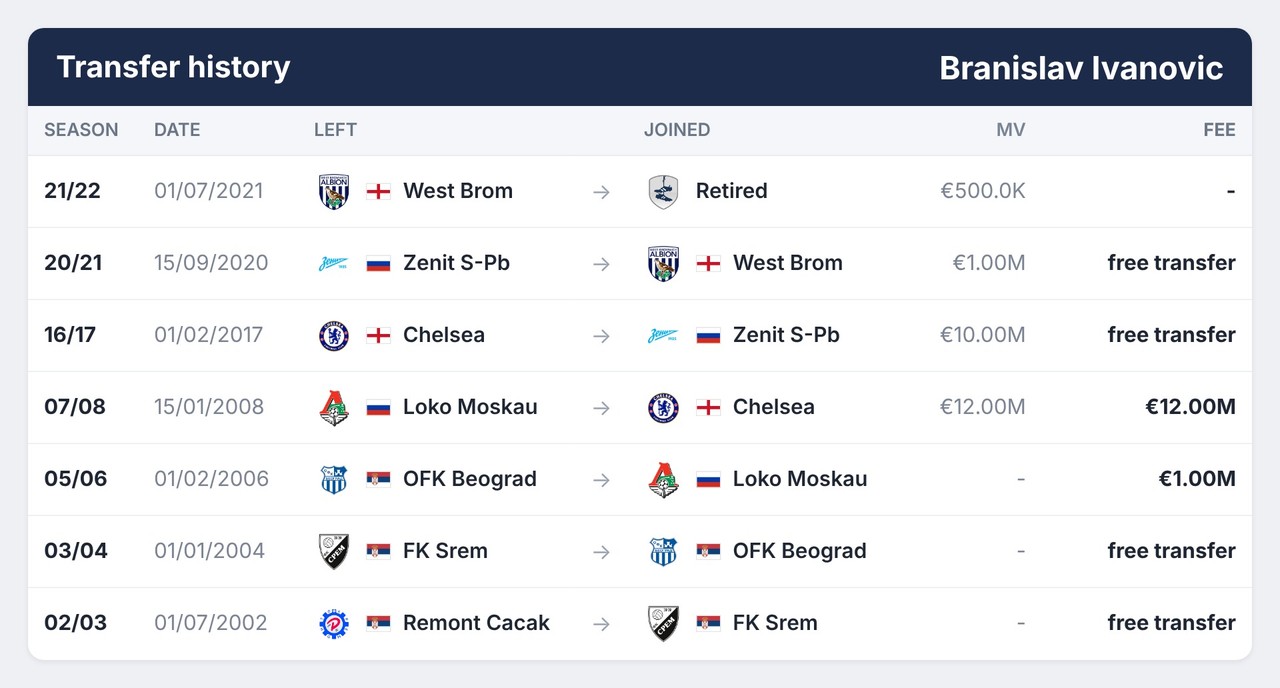 Transfer history Branislav Ivanovic
SEASON DATE LEFT JOINED MV FEE
21/22 01/07/2021 ALBION West Brom → Retired €500.0K -
20/21 15/09/2020 Zenit S-Pb → ALBION West Brom €1.00M free transfer
16/17 01/02/2017 Chelsea → Zenit S-Pb €10.00M free transfer
07/08 15/01/2008 Loko Moskau → Chelsea €12.00M €12.00M
05/06 01/02/2006 OFK Beograd → Loko Moskau - €1.00M
03/04 01/01/2004 СРЕМ FK Srem → OFK Beograd - free transfer
02/03 01/07/2002 Remont Cacak → СРЕМ FK Srem - free transfer